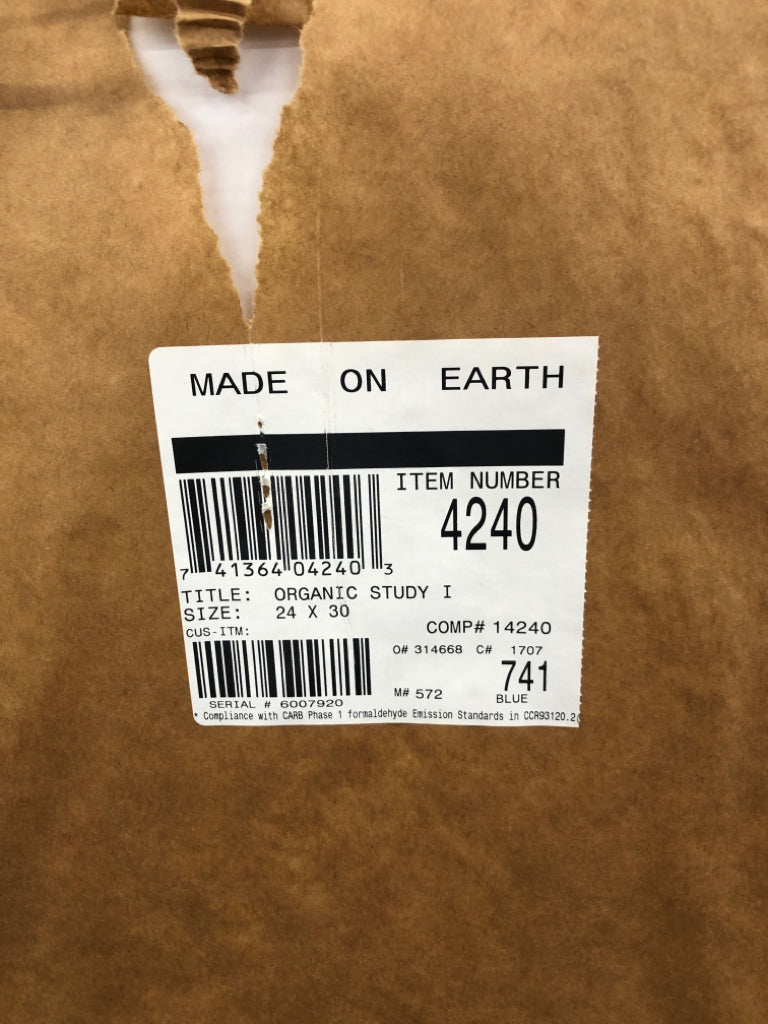 MADE ON EARTH
ITEM NUMBER
4240
7 41364 04240 3
TITLE: ORGANIC STUDY I
SIZE: 24 X 30
CUS-ITM:
COMP# 14240
O# 314668 C# 1707
741
M# 572
BLUE
SERIAL # 6007920
* Compliance with CARB Phase 1 formaldehyde Emission Standards in CCR93120.2(